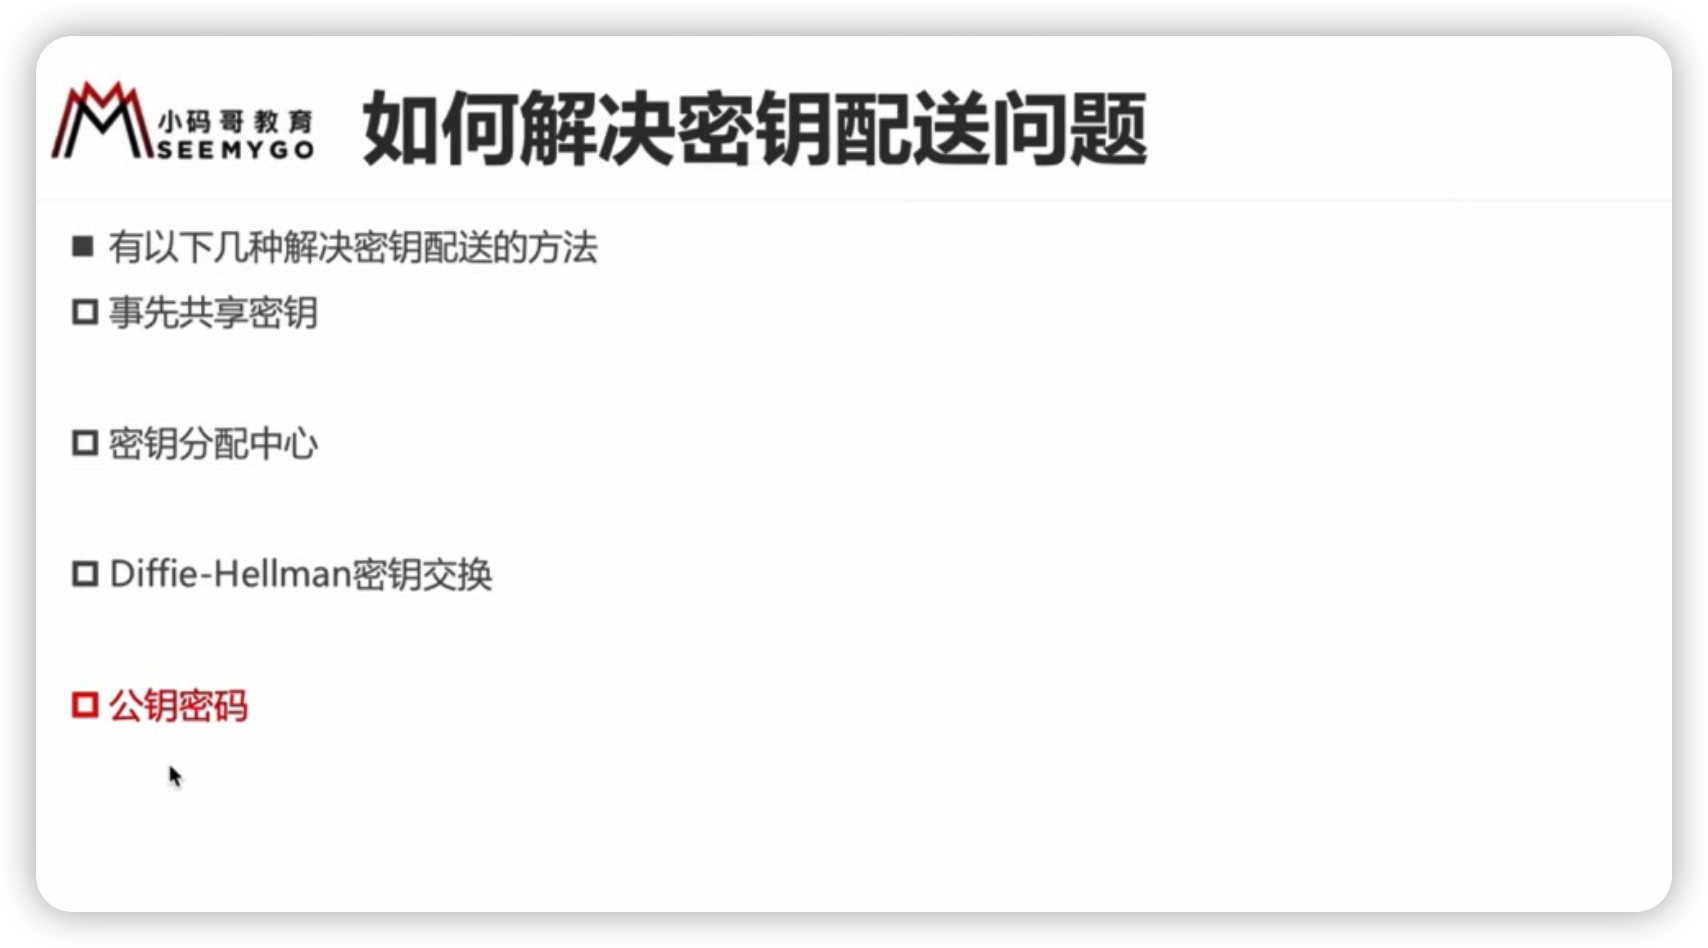 小码哥教育
SEEMYGO
如何解决密钥配送问题
有以下几种解决密钥配送的方法
事先共享密钥
密钥分配中心
Diffie-Hellman密钥交换
公钥密码